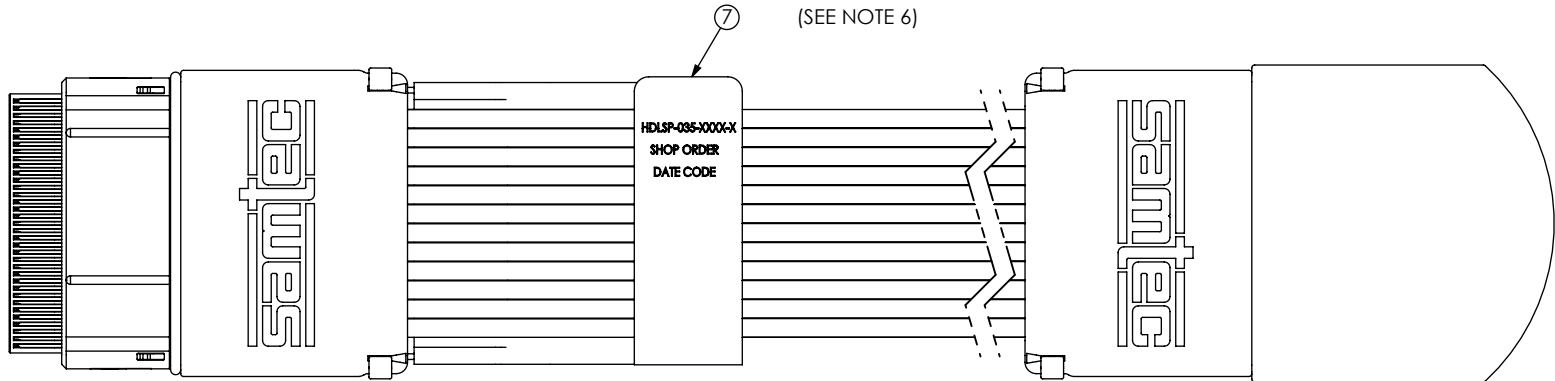 7 (SEE NOTE 6)
samtec
HDLSP-035-XXXX-X
SHOP ORDER
DATE CODE
samtec